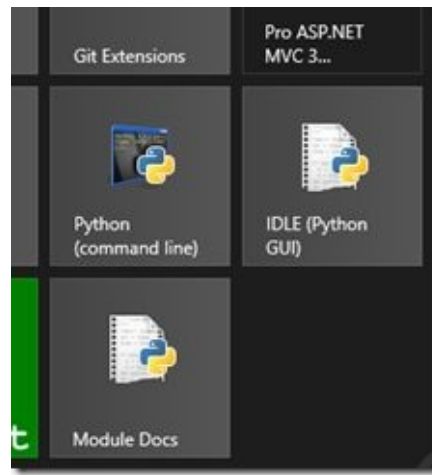 Git Extensions
Pro ASP.NET
MVC 3...
Python
(command line)
IDLE (Python
GUI)
Module Docs
t